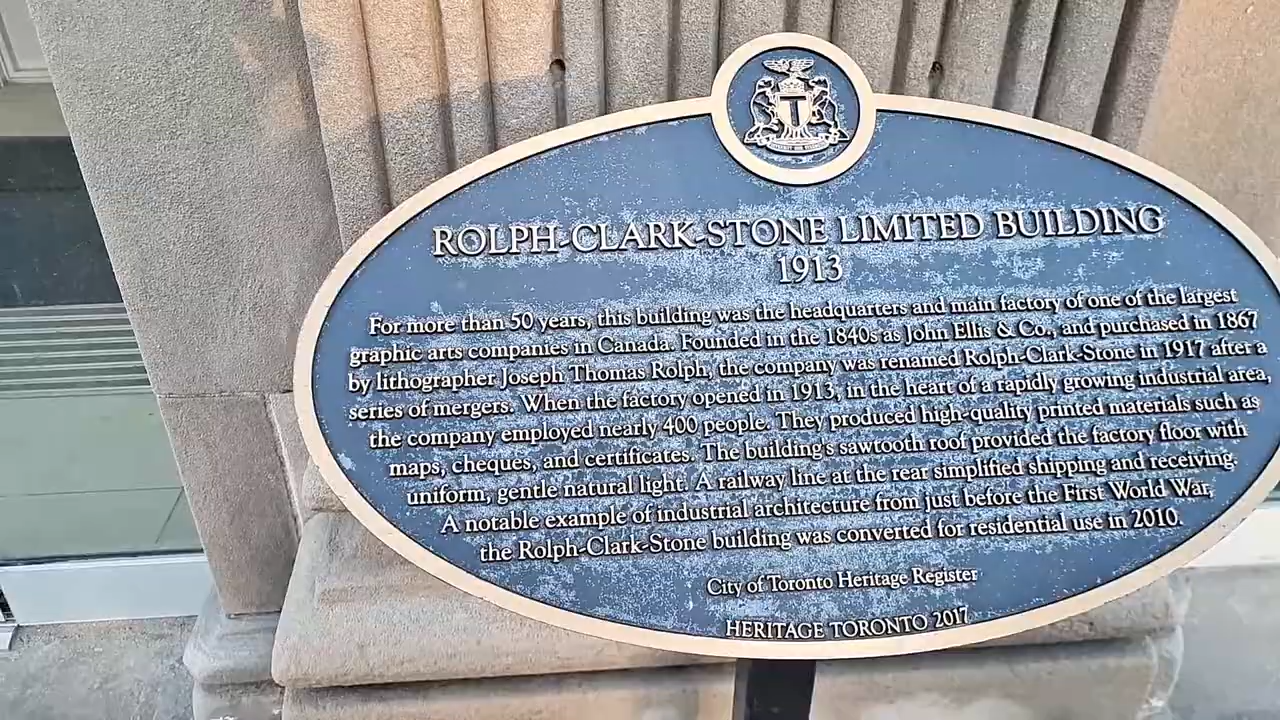 T
ROLPH-CLARK-STONE LIMITED BUILDING
1913
For more than 50 years, this building was the headquarters and main factory of one of the largest
graphic arts companies in Canada. Founded in the 1840s as John Ellis & Co., and purchased in 1867
by lithographer Joseph Thomas Rolph, the company was renamed Rolph-Clark-Stone in 1917 after a
series of mergers. When the factory opened in 1913, in the heart of a rapidly growing industrial area,
the company employed nearly 400 people. They produced high-quality printed materials such as
maps, cheques, and certificates. The building's sawtooth roof provided the factory floor with
uniform, gentle natural light. A railway line at the rear simplified shipping and receiving.
A notable example of industrial architecture from just before the First World War,
the Rolph-Clark-Stone building was converted for residential use in 2010.
City of Toronto Heritage Register
HERITAGE TORONTO 2017